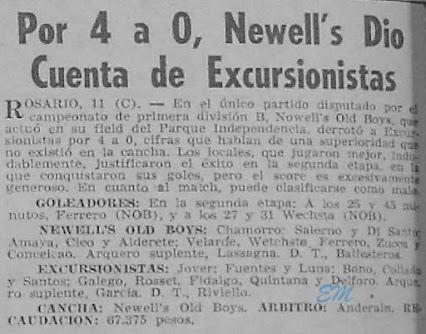 Por 4 a 0, Newell's Dio
Cuenta de Excursionistas
ROSARIO, 11 (C). — En el único partido disputado por el
campeonato de primera división B, Newell's Old Boys, que
actuó en su field del Parque Independencia, derrotó a Excur-
sionistas por 4 a 0, cifras que hablan de una superioridad que
no existió en la cancha. Los locales, que jugaron mejor, indu-
dablemente, justificaron el éxito en la segunda etapa, en la
que conquistaron sus goles, pero el score es excesivamente
generoso. En cuanto al match, puede clasificarse como malo.
GOLEADORES: En la segunda etapa: A los 25 y 45 mi-
nutos, Ferrero (NOB), y a los 27 y 31 Wechsta (NOB).
NEWELL'S OLD BOYS: Chamorro; Salerno y Di Santo;
Amaya, Cleo y Alderete; Velarde, Wetchste, Ferrero, Zucca y
Conceicao. Arquero suplente, Lassagna. D. T., Ballesteros.
EXCURSIONISTAS: Jover; Fuentes y Luna; Bono, Collado
y Santos; Galego, Rosset, Fidalgo, Quintana y Delforo. Arque-
ro suplente, García. D. T., Riviello.
CANCHA: Newell's Old Boys. ARBITRO: Anderain. RE-
CAUDACION: 67.375 pesos.
EM